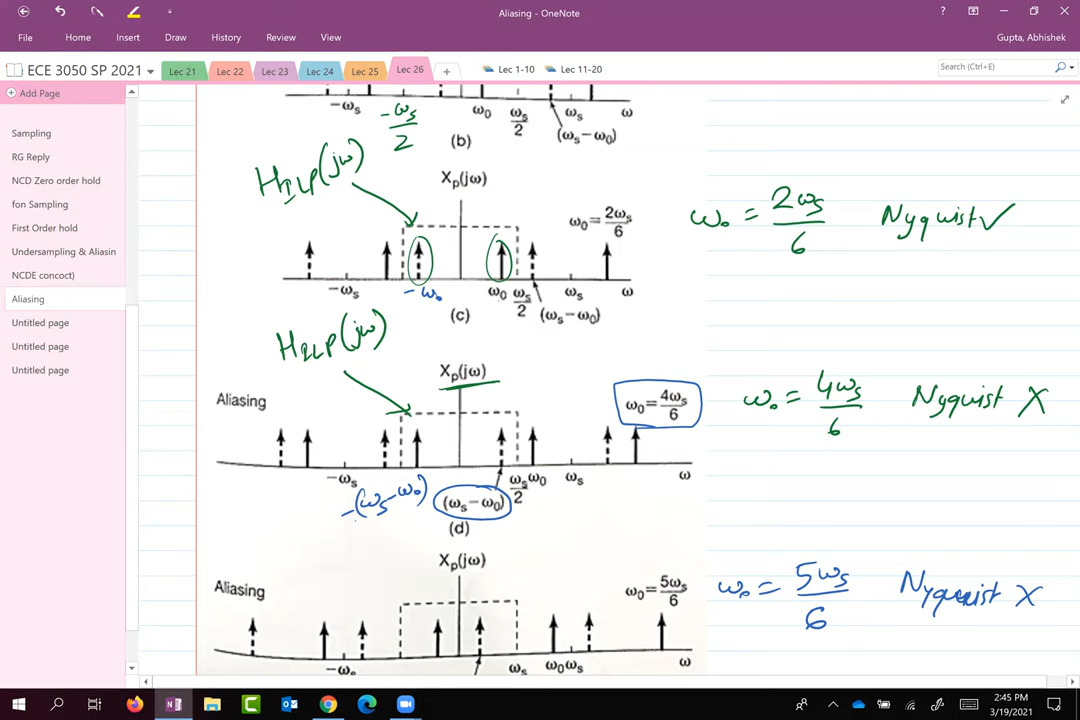 Aliasing - OneNote
Gupta, Abhishek
File Home Insert Draw History Review View
ECE 3050 SP 2021
Lec 21 Lec 22 Lec 23 Lec 24 Lec 25 Lec 26 Lec 1-10 Lec 11-20
Search (Ctrl+E)
Add Page
Sampling
RG Reply
NCD Zero order hold
fon Sampling
First Order hold
Undersampling & Aliasin
NCDE concoct)
Aliasing
Untitled page
Untitled page
Untitled page
-ωs -ωs/2 ω0 ωs/2 ωs ω
(ωs-ω0)
(b)
HILP(jω)
Xp(jω)
ω0=2ωs/6
ω0 = 2ωs/6 Nyquist✓
-ωs -ω0 ω0 ωs/2 ωs ω
(ωs-ω0)
(c)
HILP(jω)
Xp(jω)
Aliasing
ω0=4ωs/6
ω0 = 4ωs/6 Nyquist X
-ωs ωs/2 ω0 ωs ω
-(ωs-ω0) (ωs-ω0)
(d)
Xp(jω)
Aliasing
ω0=5ωs/6
ω0 = 5ωs/6 Nyquist X
-ωs ωs ω0 ωs ω
2:45 PM
3/19/2021